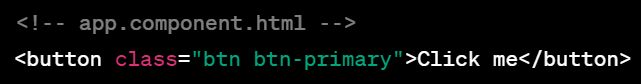 <!-- app.component.html -->
<button class="btn btn-primary">Click me</button>